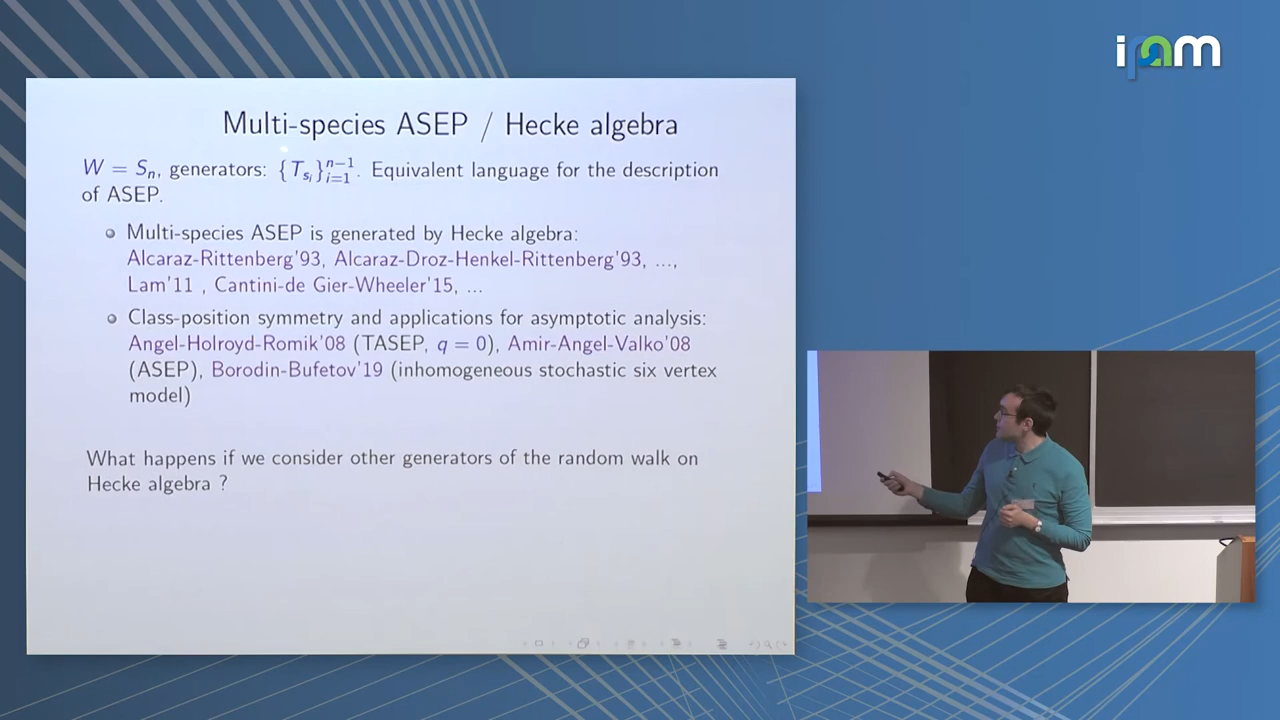 ipam
Multi-species ASEP / Hecke algebra
W = Sₙ, generators: {T_{s_i}}_{i=1}^{n−1}. Equivalent language for the description
of ASEP.
Multi-species ASEP is generated by Hecke algebra:
Alcaraz-Rittenberg'93, Alcaraz-Droz-Henkel-Rittenberg'93, ...,
Lam'11 , Cantini-de Gier-Wheeler'15, ...
Class-position symmetry and applications for asymptotic analysis:
Angel-Holroyd-Romik'08 (TASEP, q = 0), Amir-Angel-Valko'08
(ASEP), Borodin-Bufetov'19 (inhomogeneous stochastic six vertex
model)
What happens if we consider other generators of the random walk on
Hecke algebra ?